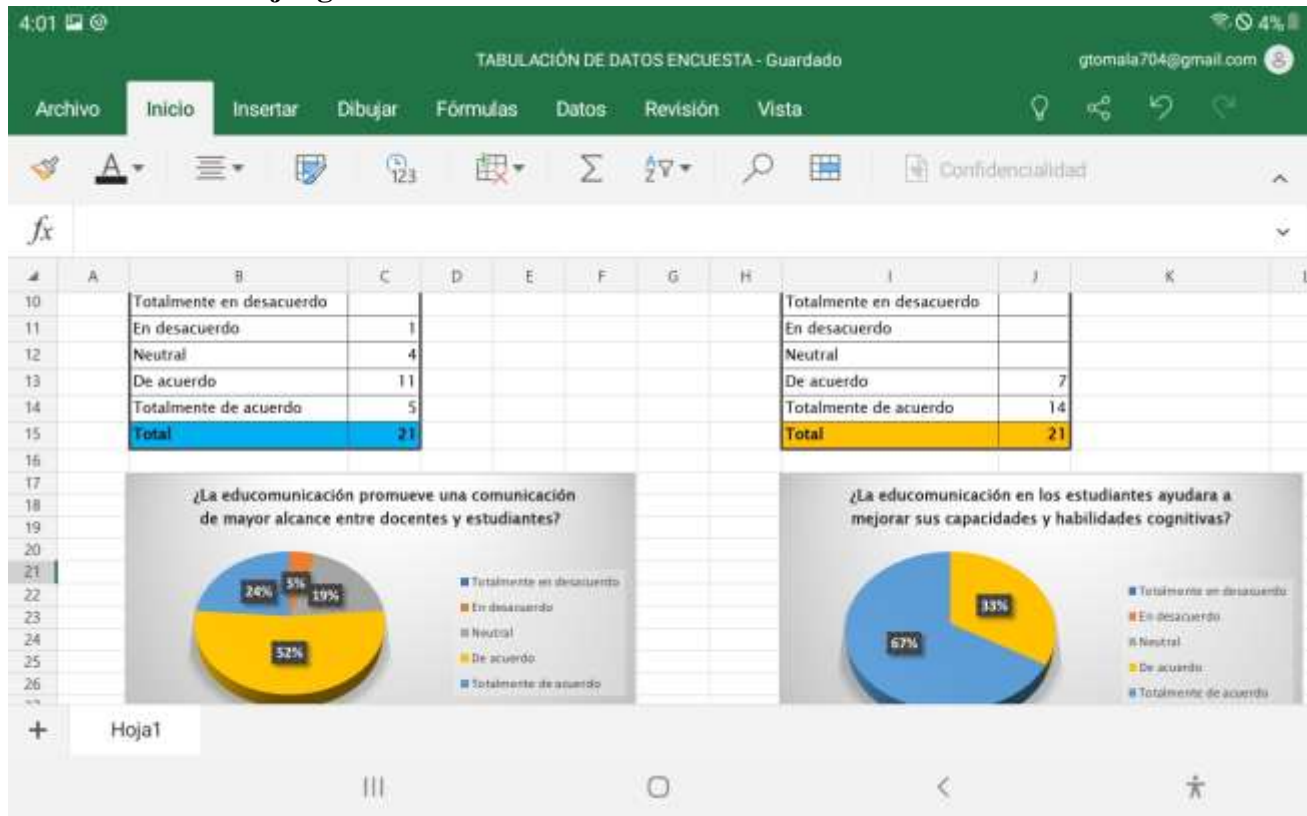 4:01 4%
TABULACIÓN DE DATOS ENCUESTA - Guardado gtomala704@gmail.com
Archivo Inicio Insertar Dibujar Fórmulas Datos Revisión Vista
A 123 Σ A Z Confidencialidad
fx
A B C D E F G H I J K L
10 Totalmente en desacuerdo Totalmente en desacuerdo
11 En desacuerdo 1 En desacuerdo
12 Neutral 4 Neutral
13 De acuerdo 11 De acuerdo 7
14 Totalmente de acuerdo 5 Totalmente de acuerdo 14
15 Total 21 Total 21
16
17
18
19
20
21
22
23
24
25
26
¿La educomunicación promueve una comunicación
de mayor alcance entre docentes y estudiantes?
24% 5% 19%
52%
Totalmente en desacuerdo
En desacuerdo
Neutral
De acuerdo
Totalmente de acuerdo
¿La educomunicación en los estudiantes ayudara a
mejorar sus capacidades y habilidades cognitivas?
33%
67%
Totalmente en desacuerdo
En desacuerdo
Neutral
De acuerdo
Totalmente de acuerdo
+ Hoja1